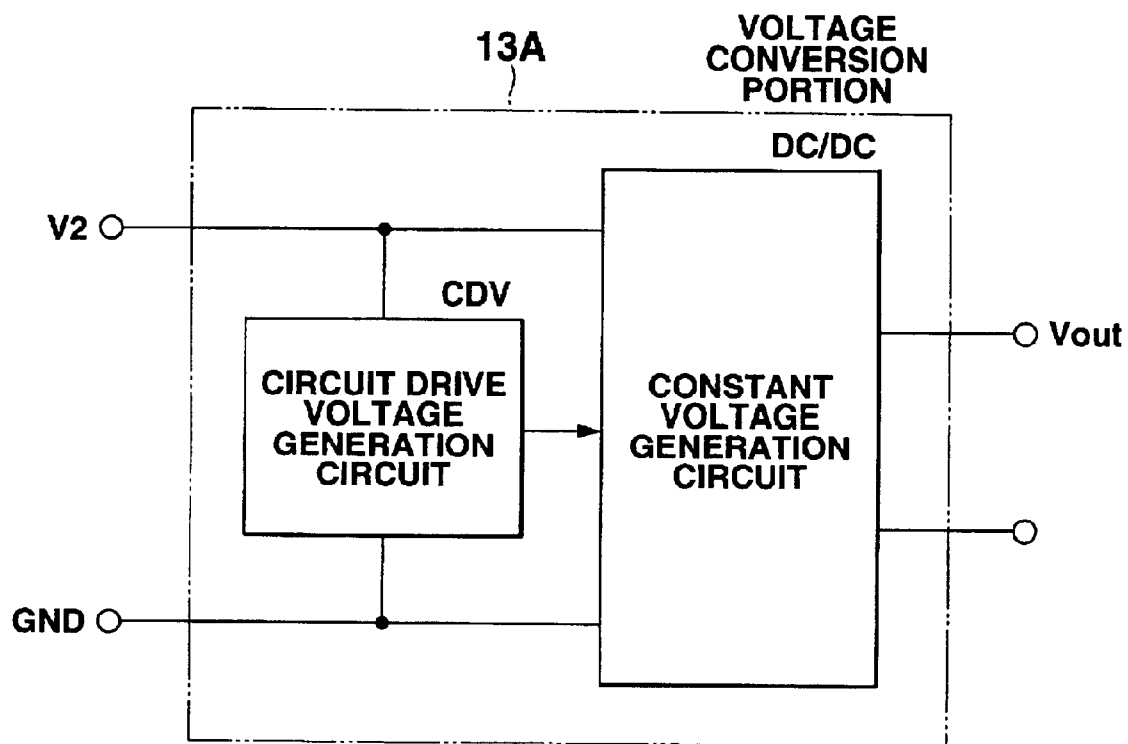 13A
VOLTAGE
CONVERSION
PORTION
DC/DC
V2
CDV
CIRCUIT DRIVE
VOLTAGE
GENERATION
CIRCUIT
CONSTANT
VOLTAGE
GENERATION
CIRCUIT
Vout
GND